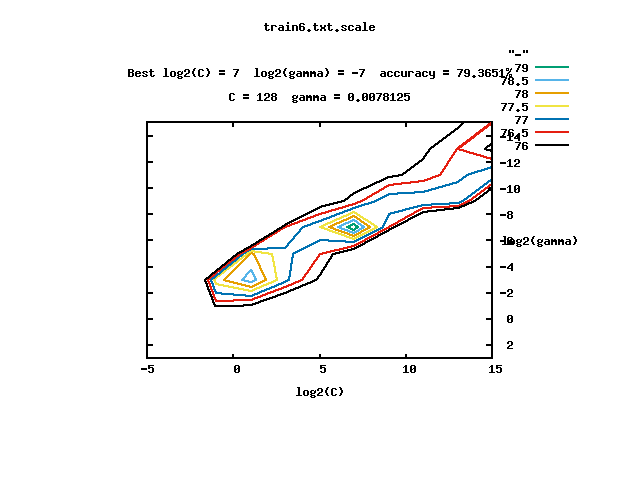 train6.txt.scale
"-"
Best log2(C) = 7  log2(gamma) = -7  accuracy = 79.3651%
79
78.5
C = 128  gamma = 0.0078125
78
77.5
77
76.5
76
-14
-12
-10
-8
-6
log2(gamma)
-4
-2
0
2
-5 0 5 10 15
log2(C)